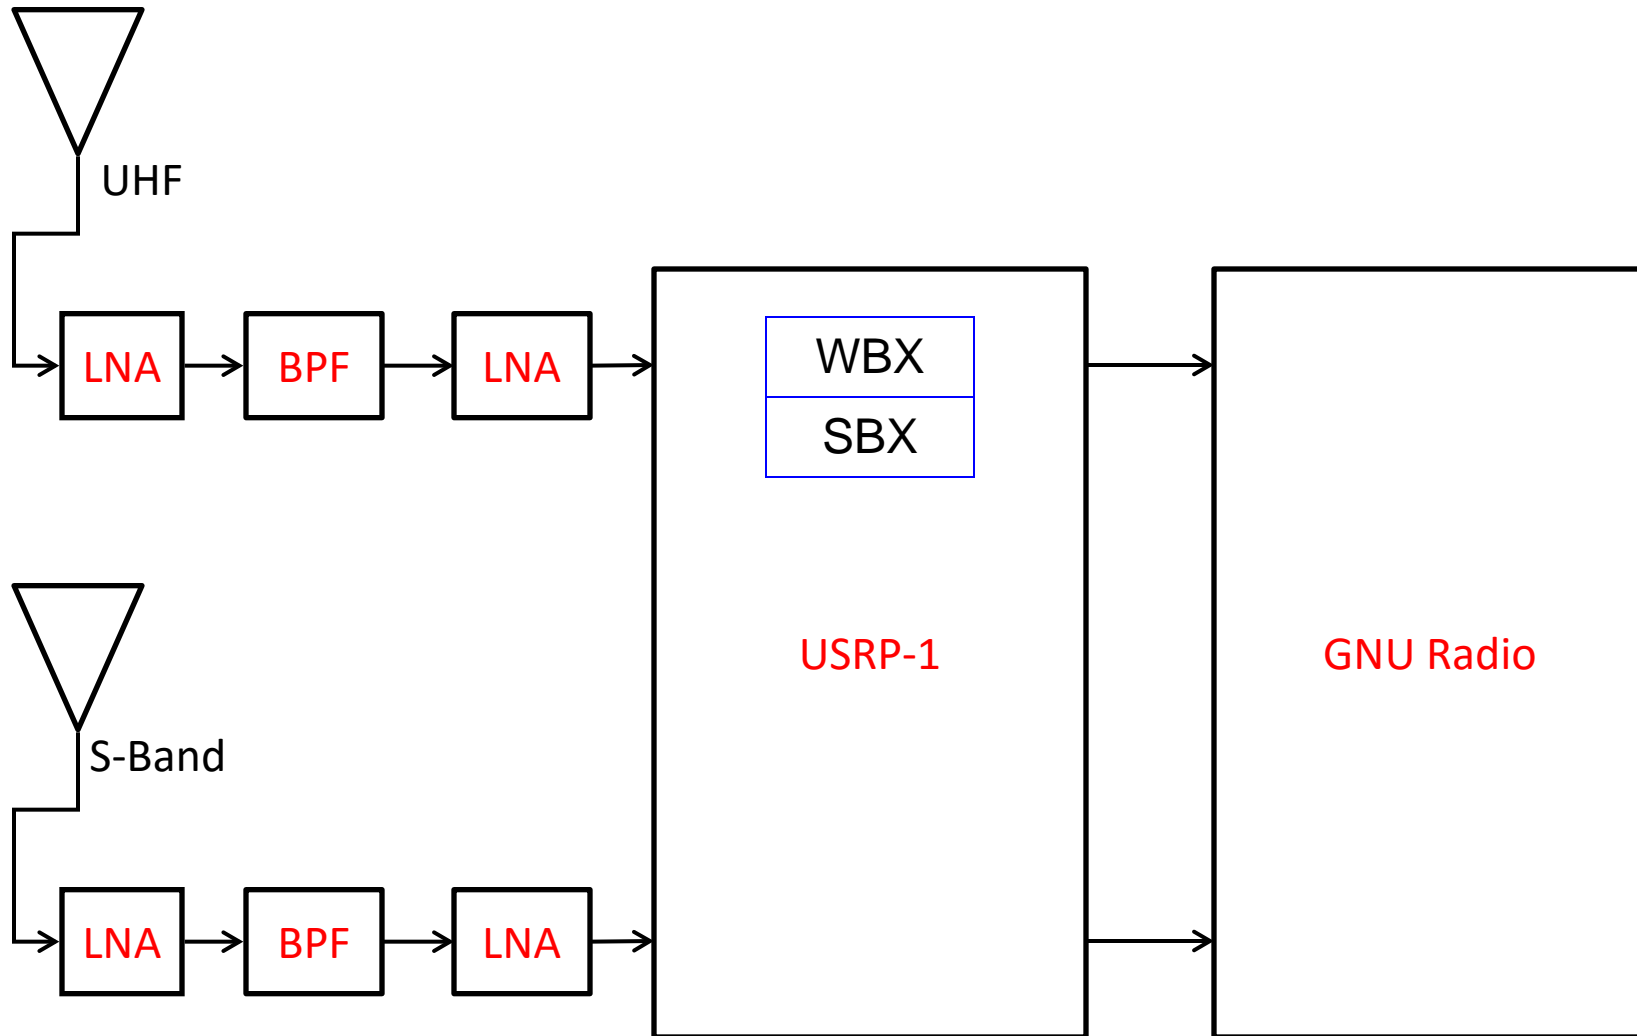 UHF
LNA
BPF
LNA
WBX
SBX
USRP-1
GNU Radio
S-Band
LNA
BPF
LNA